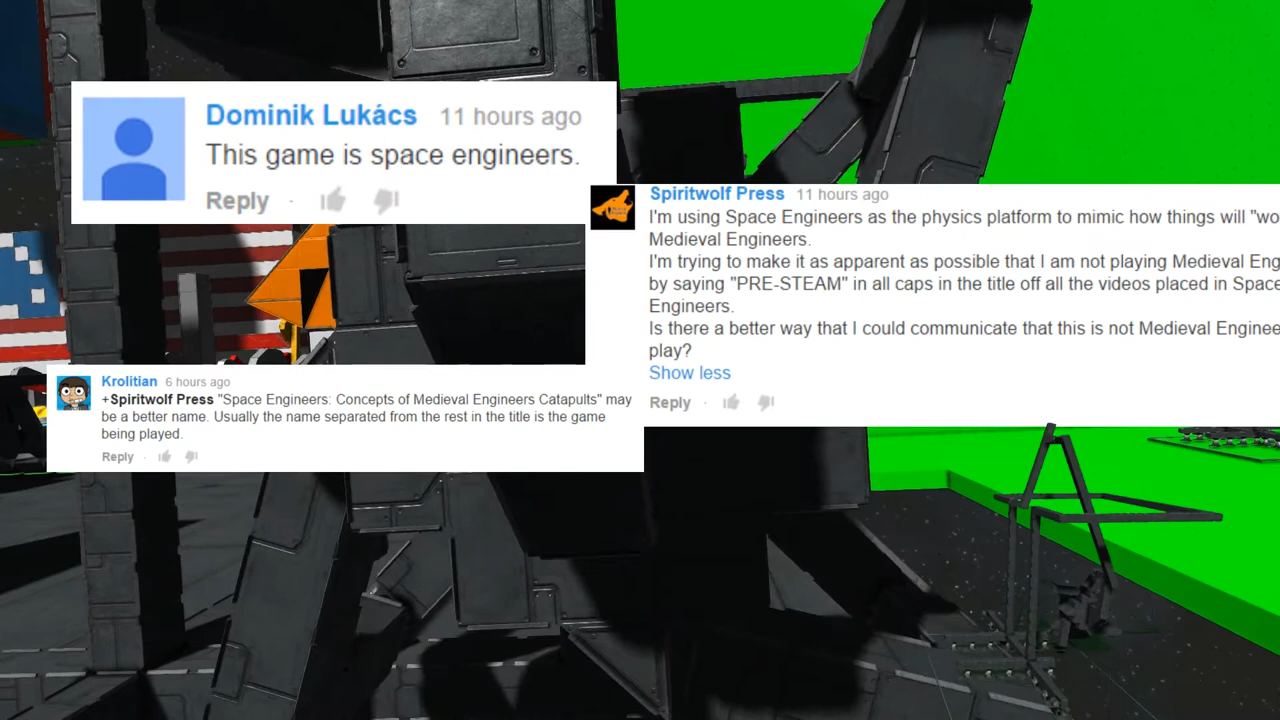 Dominik Lukács 11 hours ago
This game is space engineers.
Reply ·
Spiritwolf Press 11 hours ago
I'm using Space Engineers as the physics platform to mimic how things will "wo
Medieval Engineers.
I'm trying to make it as apparent as possible that I am not playing Medieval Eng
by saying "PRE-STEAM" in all caps in the title off all the videos placed in Space
Engineers.
Is there a better way that I could communicate that this is not Medieval Enginee
play?
Show less
Reply ·
Krolitian 6 hours ago
+Spiritwolf Press "Space Engineers: Concepts of Medieval Engineers Catapults" may
be a better name. Usually the name separated from the rest in the title is the game
being played.
Reply ·